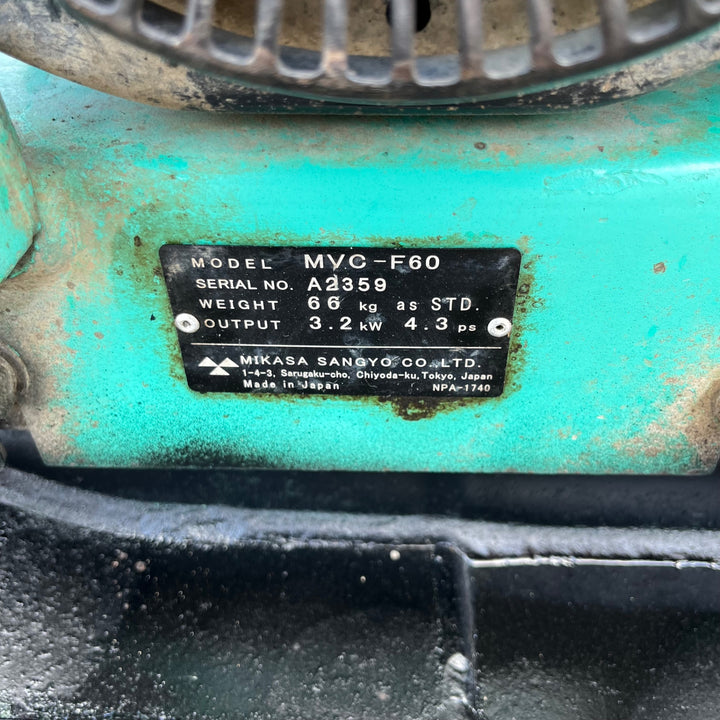 MODEL MVC-F60
SERIAL NO. A2359
WEIGHT 66 kg as STD.
OUTPUT 3.2 kW 4.3 ps
MIKASA SANGYO CO., LTD.
1-4-3, Sarugaku-cho, Chiyoda-ku, Tokyo, Japan
Made in Japan NPA-1740